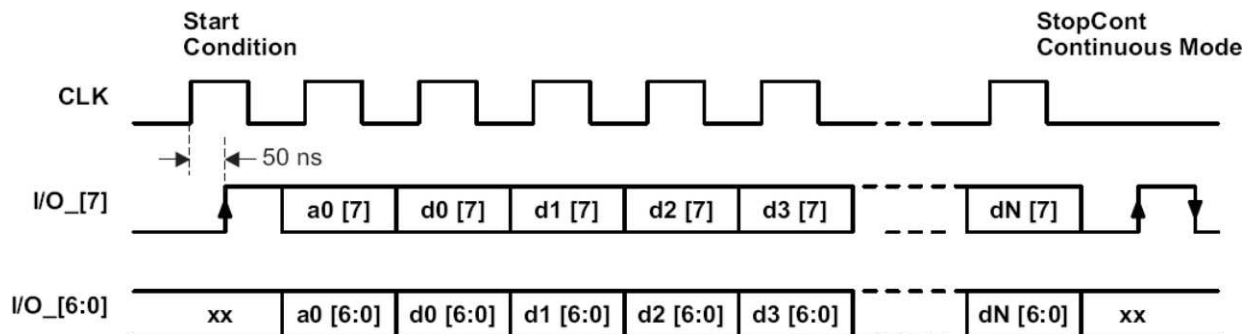 Start
Condition
StopCont
Continuous Mode
CLK
50 ns
I/O_[7]
a0 [7] d0 [7] d1 [7] d2 [7] d3 [7] dN [7]
I/O_[6:0]
xx a0 [6:0] d0 [6:0] d1 [6:0] d2 [6:0] d3 [6:0] dN [6:0] xx